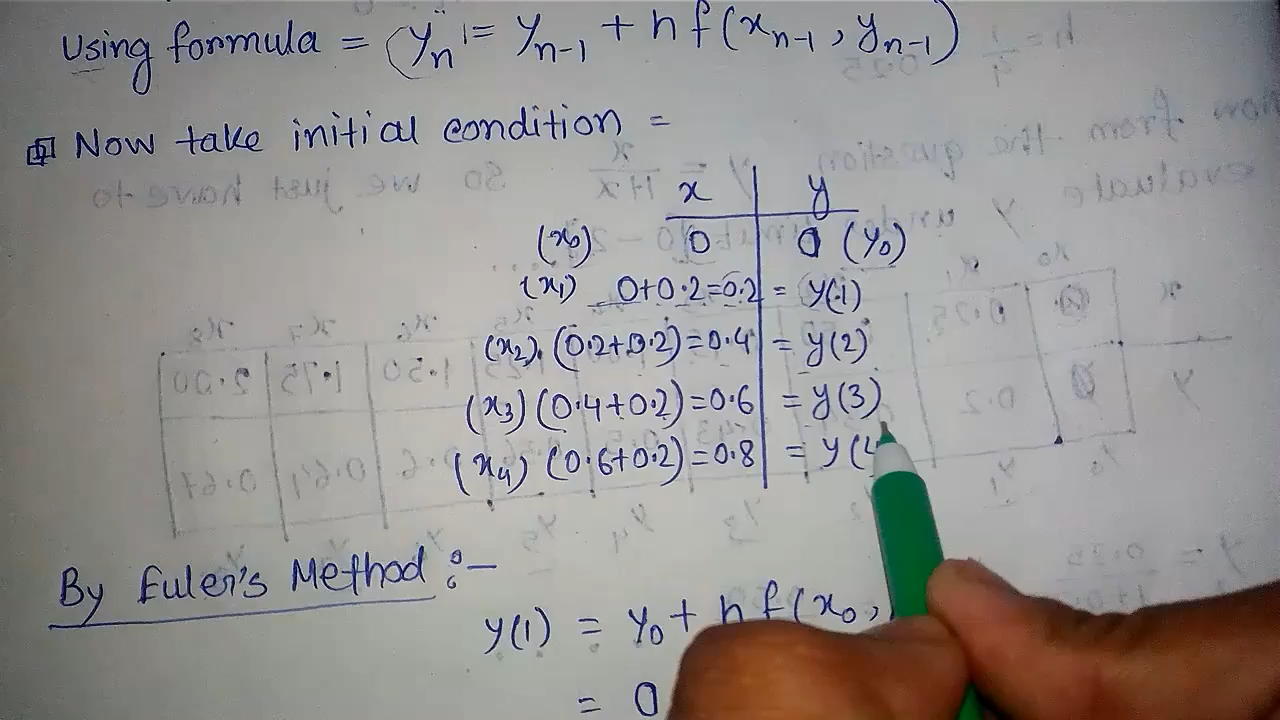 Using formula = (yn = yn-1 + h f(xn-1, yn-1)
Now take initial condition =
x | y
(x0) 0 | 0 (y0)
(x1) 0+0.2=0.2 | = y(1)
(x2). (0.2+0.2)=0.4 | = y(2)
(x3) (0.4+0.2)=0.6 | = y(3)
(x4) (0.6+0.2)=0.8 | = y(4
By Euler's Method :-
y(1) = y0 + h f(x0,
= 0